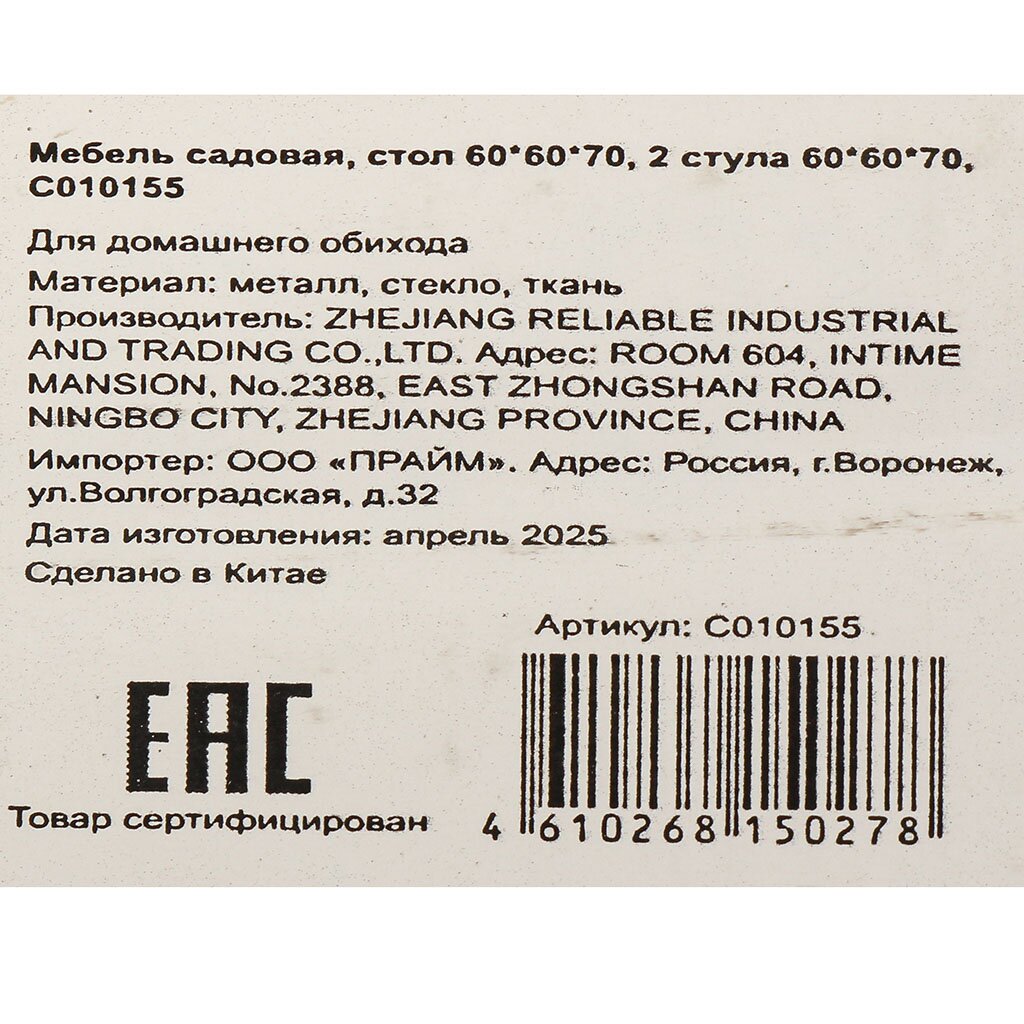 Мебель садовая, стол 60*60*70, 2 стула 60*60*70,
С010155
Для домашнего обихода
Материал: металл, стекло, ткань
Производитель: ZHEJIANG RELIABLE INDUSTRIAL
AND TRADING CO.,LTD. Адрес: ROOM 604, INTIME
MANSION, No.2388, EAST ZHONGSHAN ROAD,
NINGBO CITY, ZHEJIANG PROVINCE, CHINA
Импортер: ООО «ПРАЙМ». Адрес: Россия, г.Воронеж,
ул.Волгоградская, д.32
Дата изготовления: апрель 2025
Сделано в Китае
Артикул: С010155
EAC
Товар сертифицирован
4 610268 150278